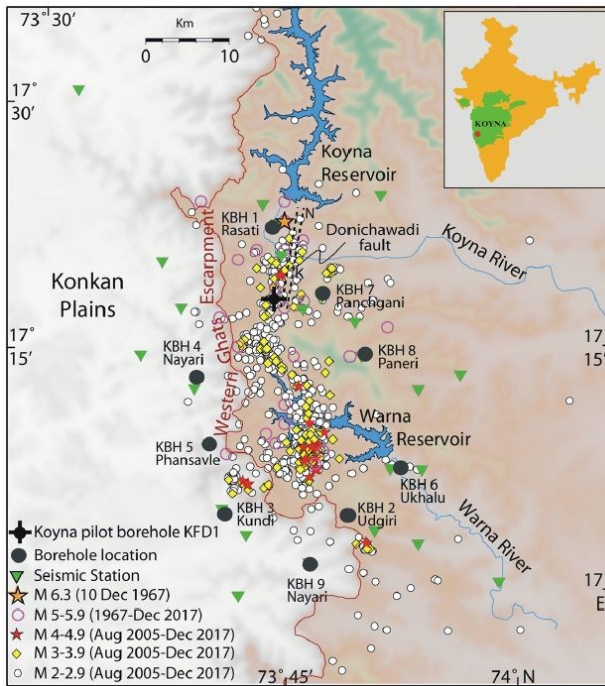 73°30'
Km
0 10
17°
30'
KOYNA
Koyna
Reservoir
KBH 1
Rasati
N
Donichawadi
fault
Koyna River
K
Konkan
Plains
Escarpment
Western Ghats
KBH 7
Panchgani
17°
15'
17°
15'
KBH 4
Nayari
KBH 8
Paneri
Warna
Reservoir
KBH 5
Phansavle
KBH 6
Ukhalu
KBH 3
Kundi
KBH 2
Udgiri
Warna River
KBH 9
Nayari
17°
E
Koyna pilot borehole KFD1
Borehole location
Seismic Station
M 6.3 (10 Dec 1967)
M 5-5.9 (1967-Dec 2017)
M 4-4.9 (Aug 2005-Dec 2017)
M 3-3.9 (Aug 2005-Dec 2017)
M 2-2.9 (Aug 2005-Dec 2017)
73°45'
74°
N